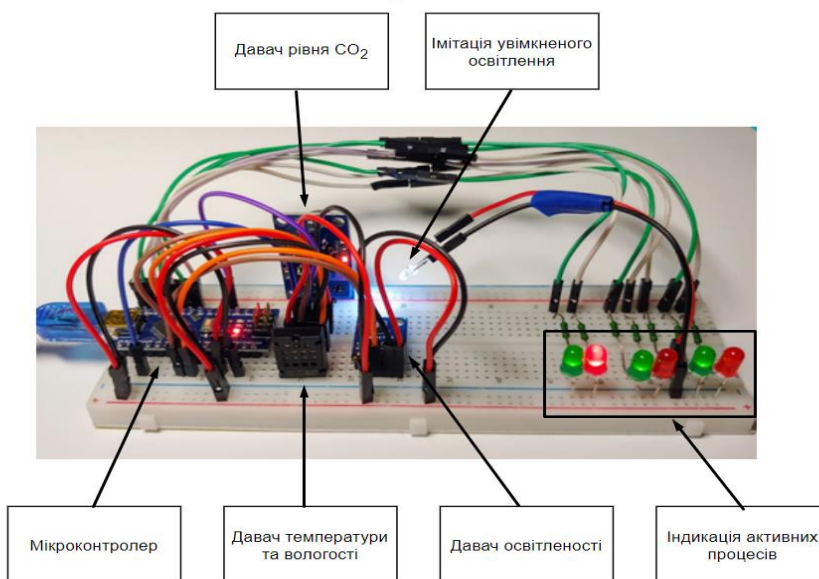 Давач рівня CO₂
Імітація увімкненого
освітлення
Мікроконтролер
Давач температури
та вологості
Давач освітленості
Індикація активних
процесів